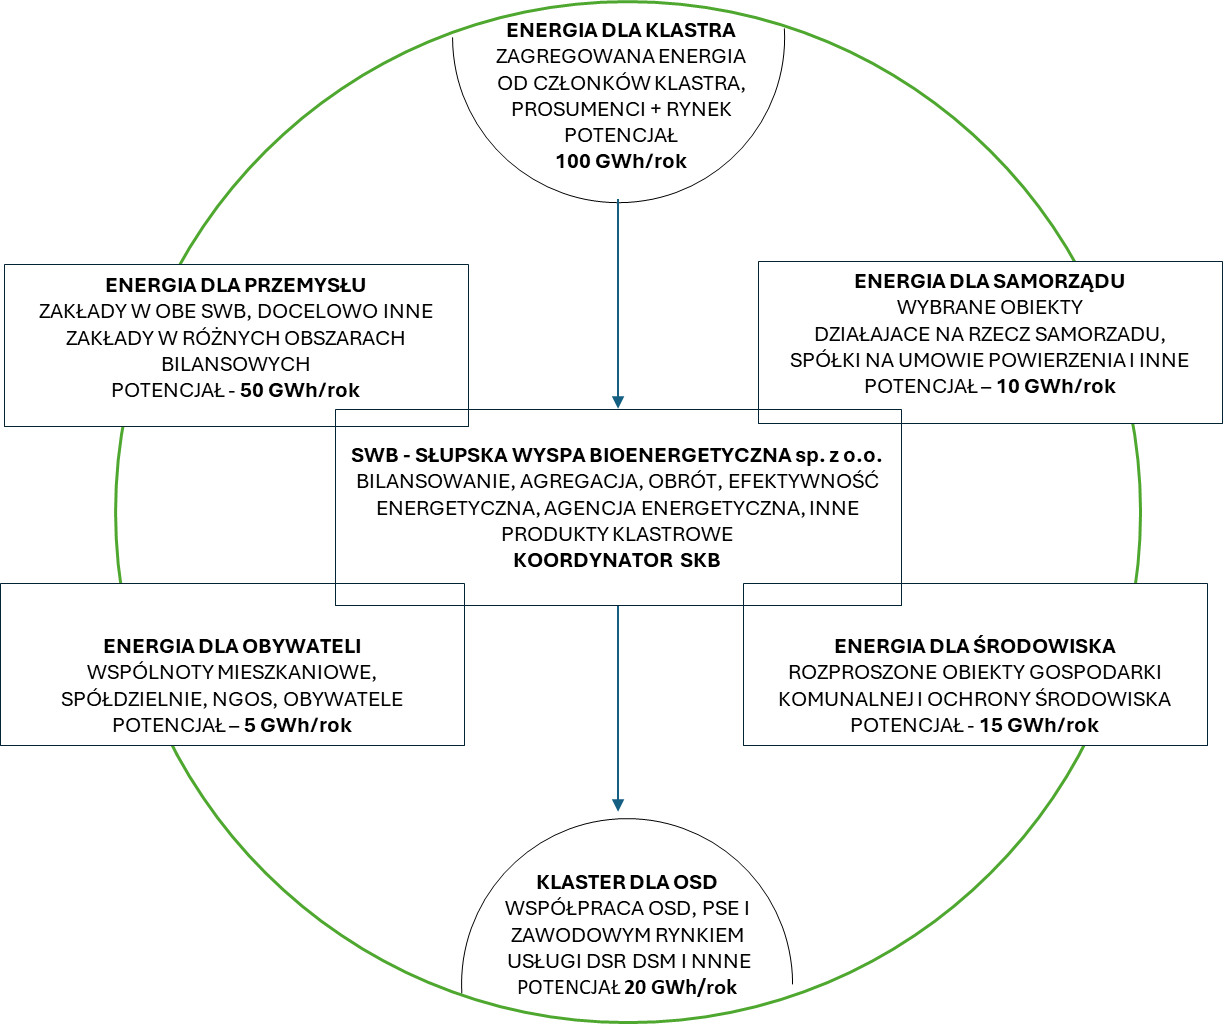 ENERGIA DLA KLASTRA
ZAGREGOWANA ENERGIA
OD CZŁONKÓW KLASTRA,
PROSUMENCI + RYNEK
POTENCJAŁ
100 GWh/rok
ENERGIA DLA PRZEMYSŁU
ZAKŁADY W OBE SWB, DOCELOWO INNE
ZAKŁADY W RÓŻNYCH OBSZARACH
BILANSOWYCH
POTENCJAŁ - 50 GWh/rok
ENERGIA DLA SAMORZĄDU
WYBRANE OBIEKTY
DZIAŁAJACE NA RZECZ SAMORZADU,
SPÓŁKI NA UMOWIE POWIERZENIA I INNE
POTENCJAŁ – 10 GWh/rok
SWB - SŁUPSKA WYSPA BIOENERGETYCZNA sp. z o.o.
BILANSOWANIE, AGREGACJA, OBRÓT, EFEKTYWNOŚĆ
ENERGETYCZNA, AGENCJA ENERGETYCZNA, INNE
PRODUKTY KLASTROWE
KOORDYNATOR SKB
ENERGIA DLA OBYWATELI
WSPÓLNOTY MIESZKANIOWE,
SPÓŁDZIELNIE, NGOS, OBYWATELE
POTENCJAŁ – 5 GWh/rok
ENERGIA DLA ŚRODOWISKA
ROZPROSZONE OBIEKTY GOSPODARKI
KOMUNALNEJ I OCHRONY ŚRODOWISKA
POTENCJAŁ - 15 GWh/rok
KLASTER DLA OSD
WSPÓŁPRACA OSD, PSE I
ZAWODOWYM RYNKIEM
USŁUGI DSR DSM I NNNE
POTENCJAŁ 20 GWh/rok